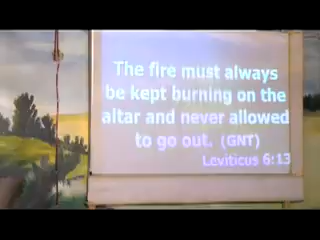 The fire must always
be kept burning on the
altar and never allowed
to go out. (GNT)
Leviticus 6:13